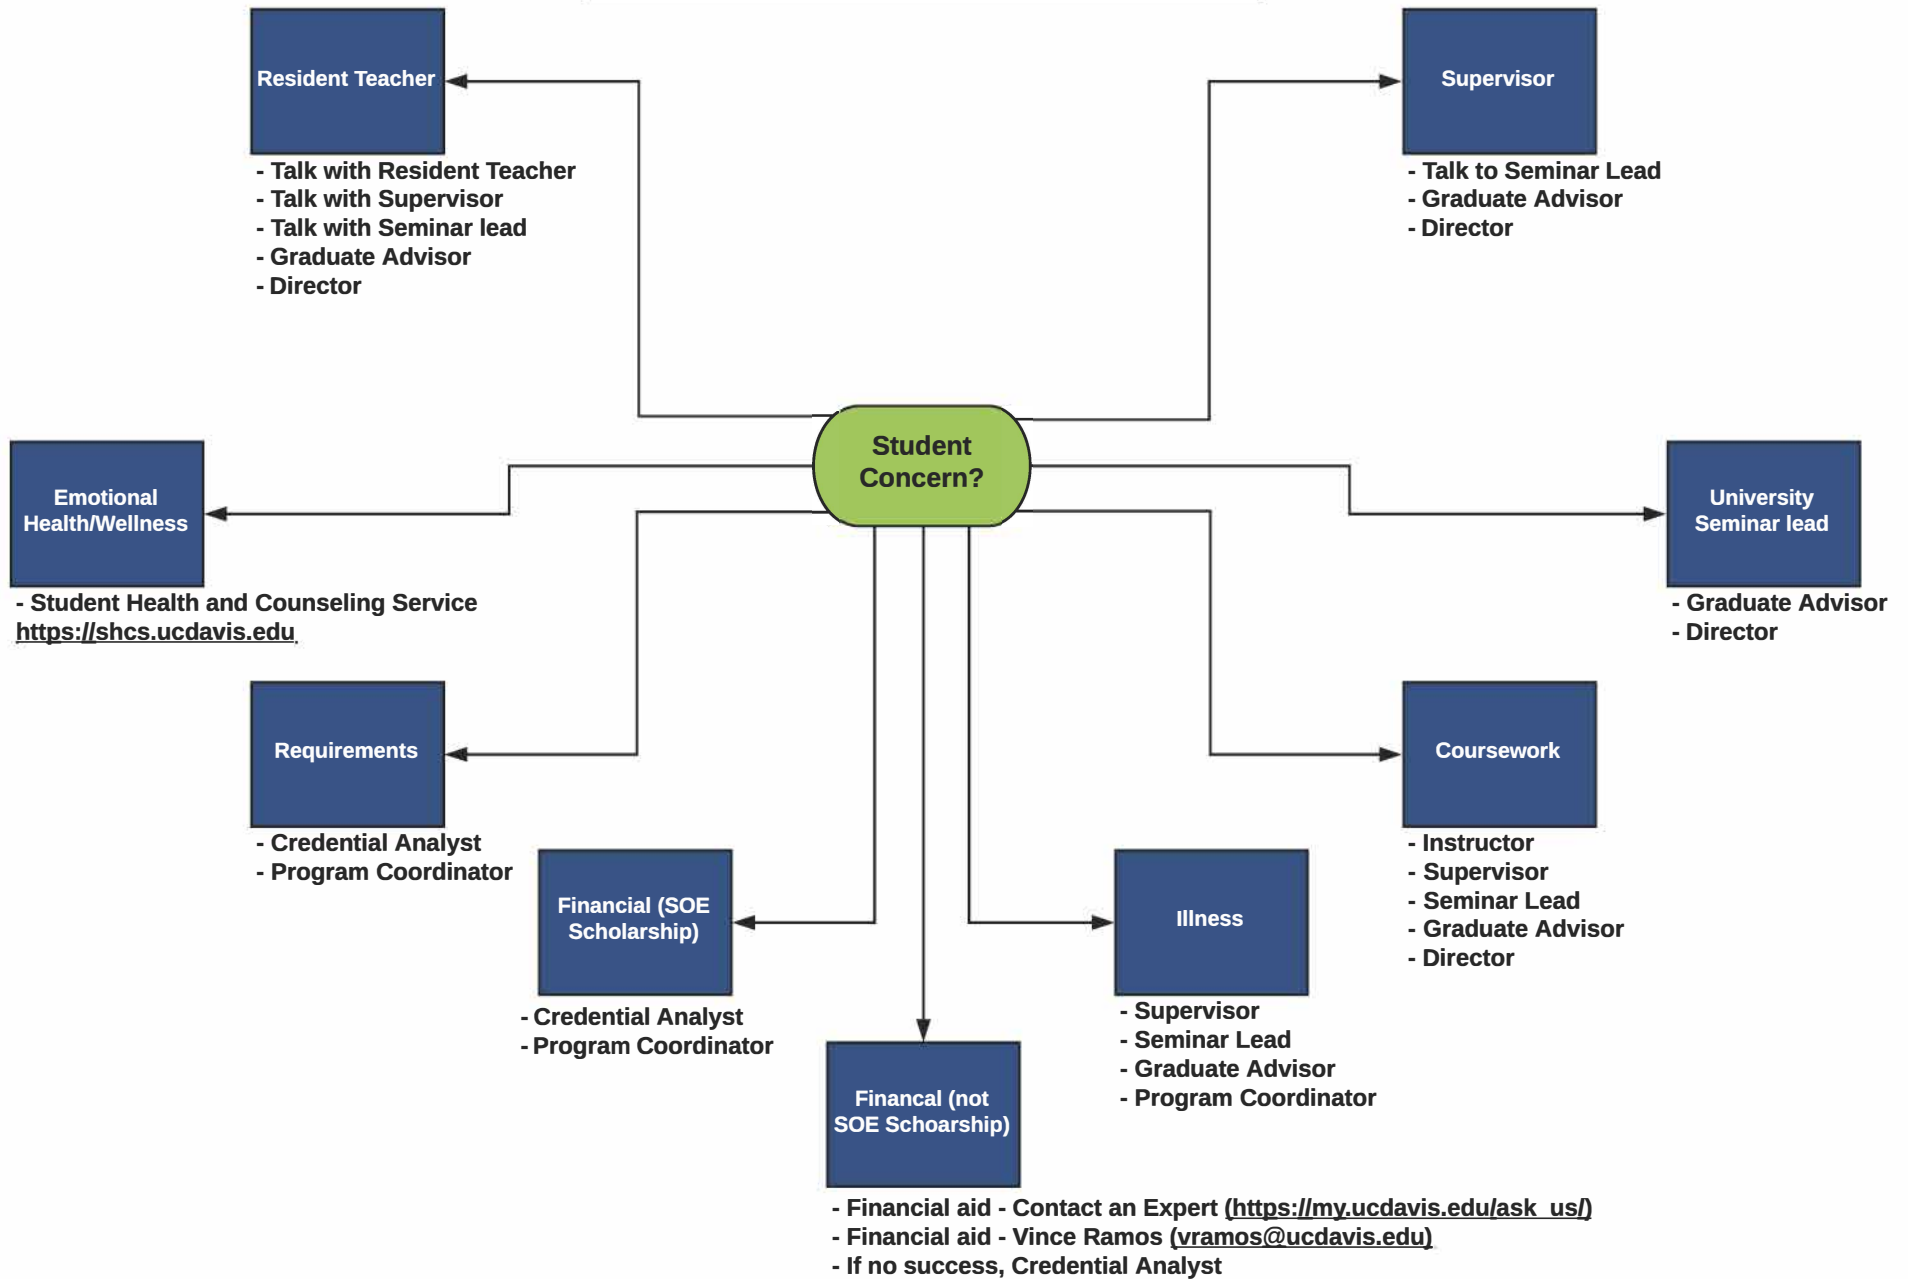 Resident Teacher
- Talk with Resident Teacher
- Talk with Supervisor
- Talk with Seminar lead
- Graduate Advisor
- Director
Supervisor
- Talk to Seminar Lead
- Graduate Advisor
- Director
Student
Concern?
Emotional
Health/Wellness
- Student Health and Counseling Service
https://shcs.ucdavis.edu
University
Seminar lead
- Graduate Advisor
- Director
Requirements
- Credential Analyst
- Program Coordinator
Coursework
- Instructor
- Supervisor
- Seminar Lead
- Graduate Advisor
- Director
Financial (SOE
Scholarship)
- Credential Analyst
- Program Coordinator
Illness
- Supervisor
- Seminar Lead
- Graduate Advisor
- Program Coordinator
Financal (not
SOE Schoarship)
- Financial aid - Contact an Expert (https://my.ucdavis.edu/ask_us/)
- Financial aid - Vince Ramos (vramos@ucdavis.edu)
- If no success, Credential Analyst